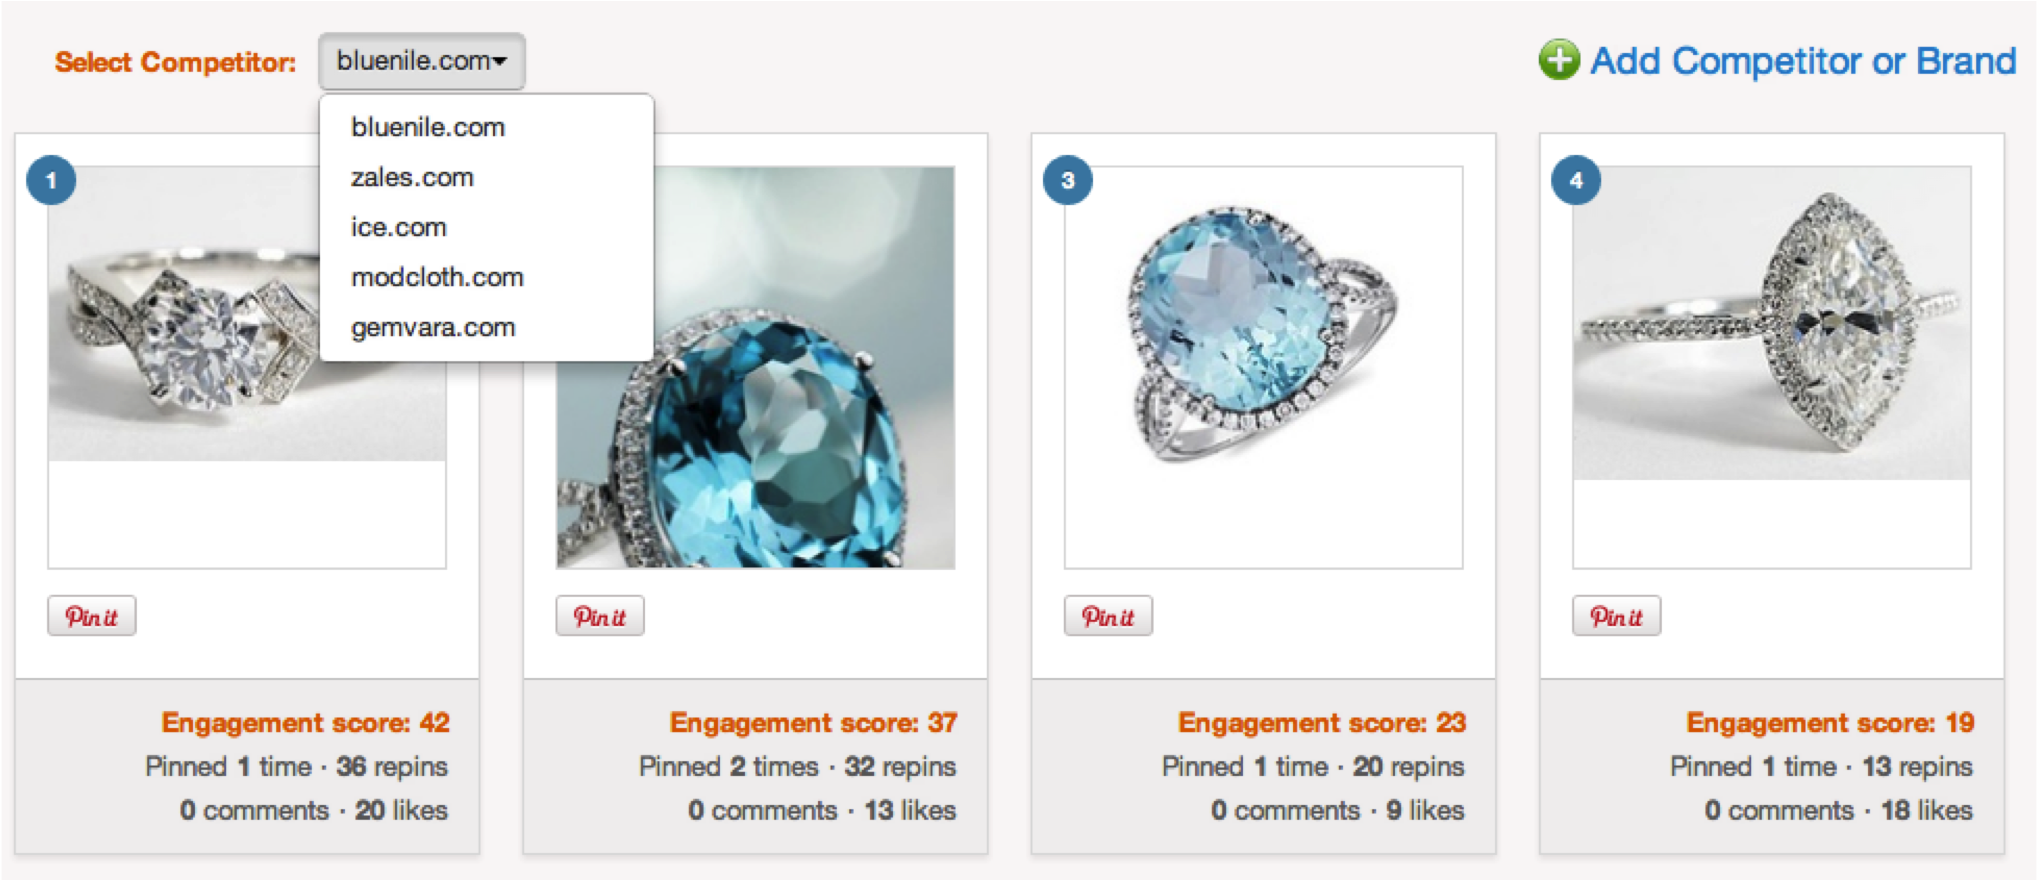 Select Competitor: bluenile.com
Add Competitor or Brand
bluenile.com
zales.com
ice.com
modcloth.com
gemvara.com
1
3
4
Pin it
Pin it
Pin it
Pin it
Engagement score: 42
Pinned 1 time · 36 repins
0 comments · 20 likes
Engagement score: 37
Pinned 2 times · 32 repins
0 comments · 13 likes
Engagement score: 23
Pinned 1 time · 20 repins
0 comments · 9 likes
Engagement score: 19
Pinned 1 time · 13 repins
0 comments · 18 likes